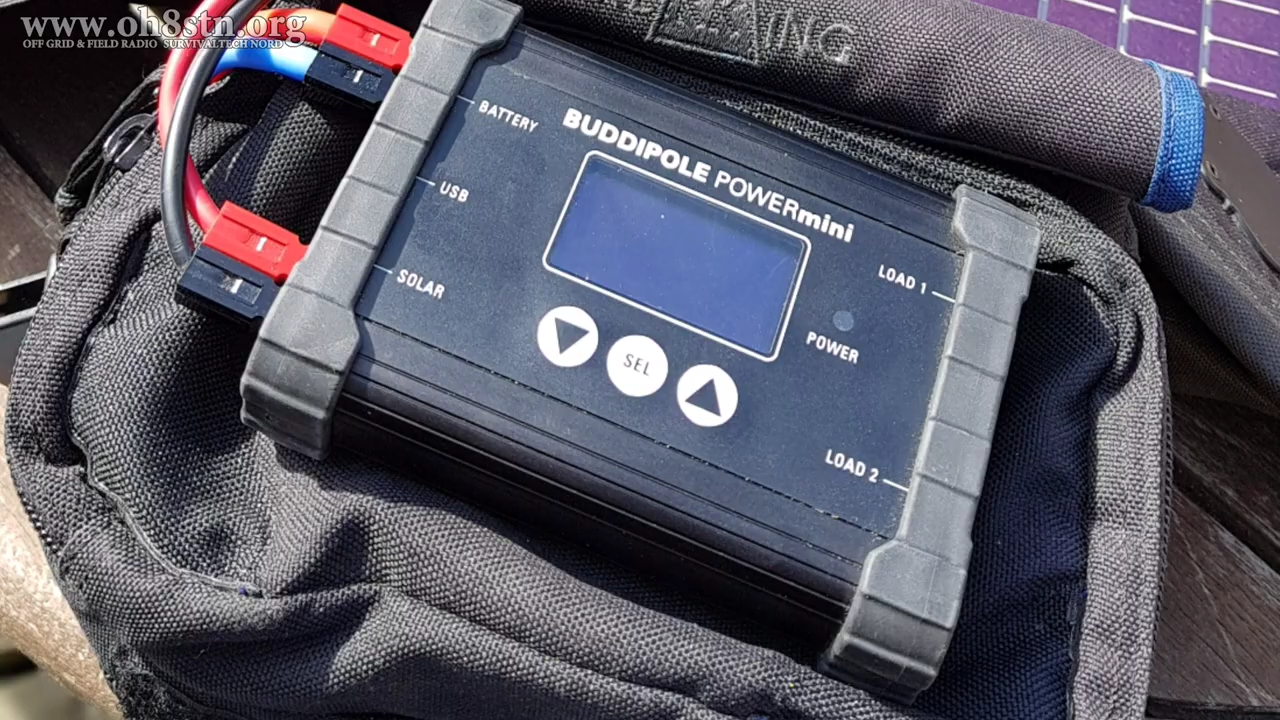 www.oh8stn.org
OFF GRID & FIELD RADIO SURVIVALTECH NORD
BATTERY
BUDDIPOLE POWERmini
USB
SOLAR
LOAD 1
POWER
SEL
LOAD 2